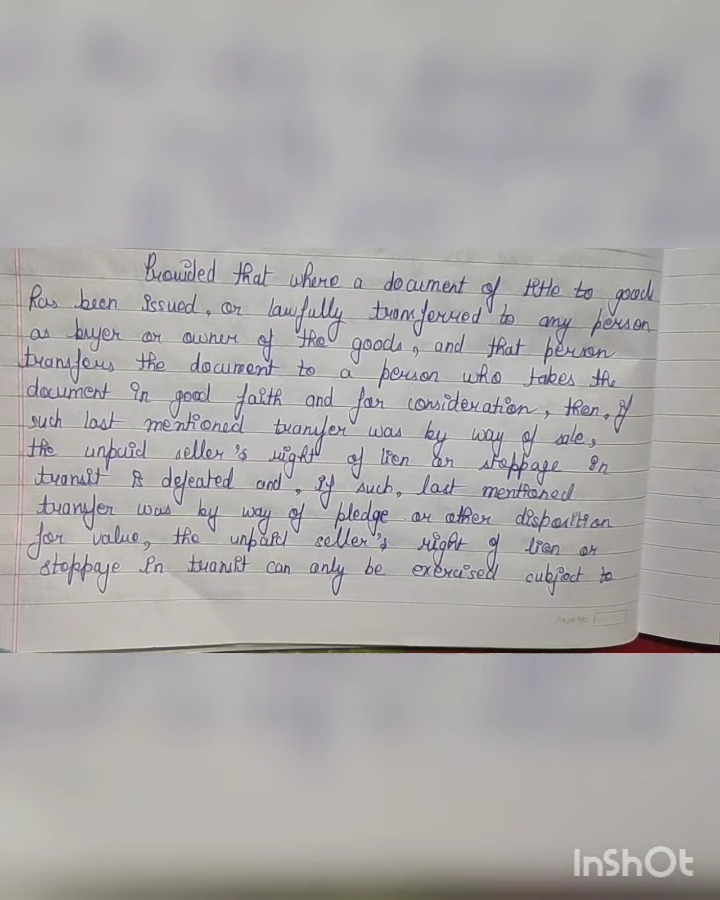 Provided that where a document of title to goods
has been issued, or lawfully transferred to any person
as buyer or owner of the goods, and that person
transfers the document to a person who takes the
document in good faith and for consideration, then, if
such last mentioned transfer was by way of sale,
the unpaid seller's right of lien or stoppage in
transit is defeated and, if such, last mentioned
transfer was by way of pledge or other disposition
for value, the unpaid seller's right of lien or
stoppage in transit can only be exercised cubject to
Page No.
InShOt